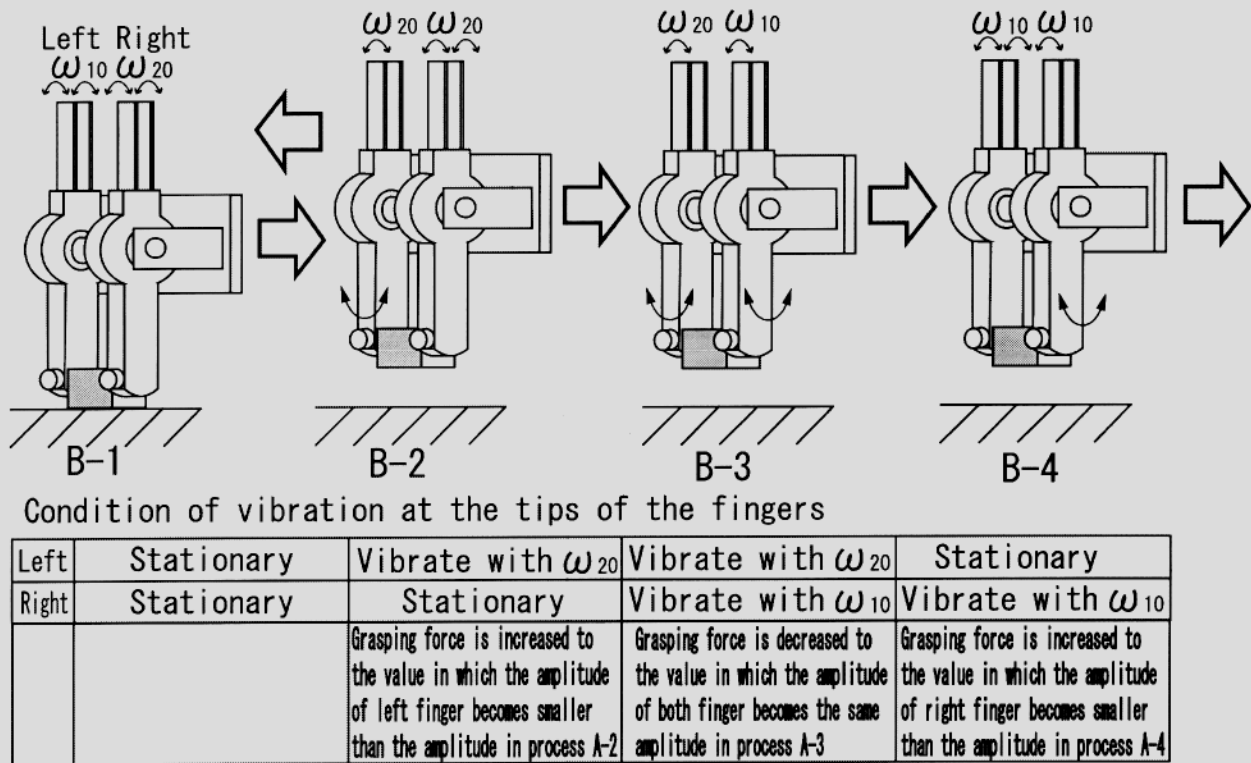 Left Right
ω10 ω20
ω20 ω20
ω20 ω10
ω10 ω10
B-1
B-2
B-3
B-4
Condition of vibration at the tips of the fingers
Left Stationary Vibrate with ω20 Vibrate with ω20 Stationary
Right Stationary Stationary Vibrate with ω10 Vibrate with ω10
Grasping force is increased to
the value in which the amplitude
of left finger becomes smaller
than the amplitude in process A-2
Grasping force is decreased to
the value in which the amplitude
of both finger becomes the same
amplitude in process A-3
Grasping force is increased to
the value in which the amplitude
of right finger becomes smaller
than the amplitude in process A-4